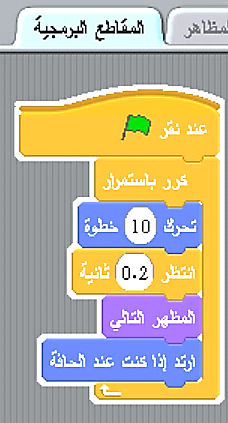 المقاطع البرمجية
المظاهر
عند نقر
كرر باستمرار
تحرك 10 خطوة
انتظر 0.2 ثانية
المظهر التالي
ارتد إذا كنت عند الحافة